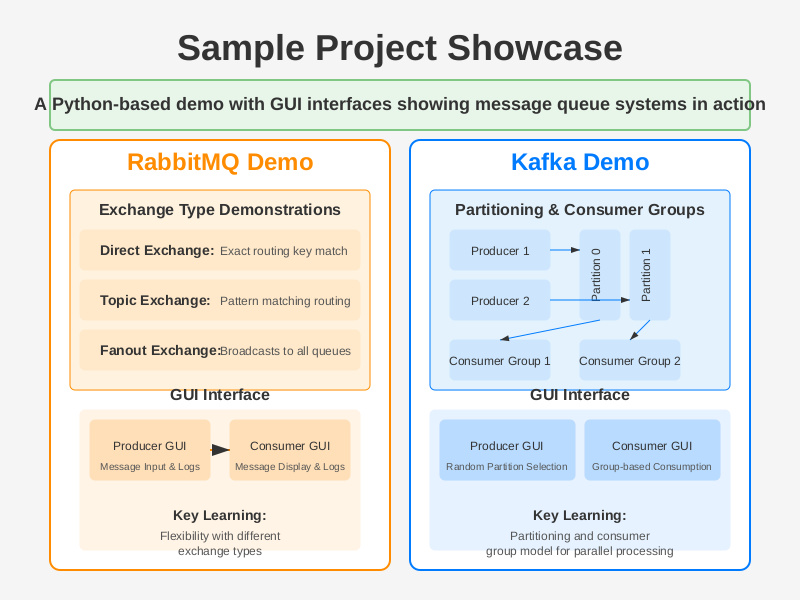 Sample Project Showcase
A Python-based demo with GUI interfaces showing message queue systems in action
RabbitMQ Demo
Exchange Type Demonstrations
Direct Exchange: Exact routing key match
Topic Exchange: Pattern matching routing
Fanout Exchange: Broadcasts to all queues
GUI Interface
Producer GUI
Message Input & Logs
Consumer GUI
Message Display & Logs
Key Learning:
Flexibility with different
exchange types
Kafka Demo
Partitioning & Consumer Groups
Producer 1
Producer 2
Partition 0
Partition 1
Consumer Group 1
Consumer Group 2
GUI Interface
Producer GUI
Random Partition Selection
Consumer GUI
Group-based Consumption
Key Learning:
Partitioning and consumer
group model for parallel processing